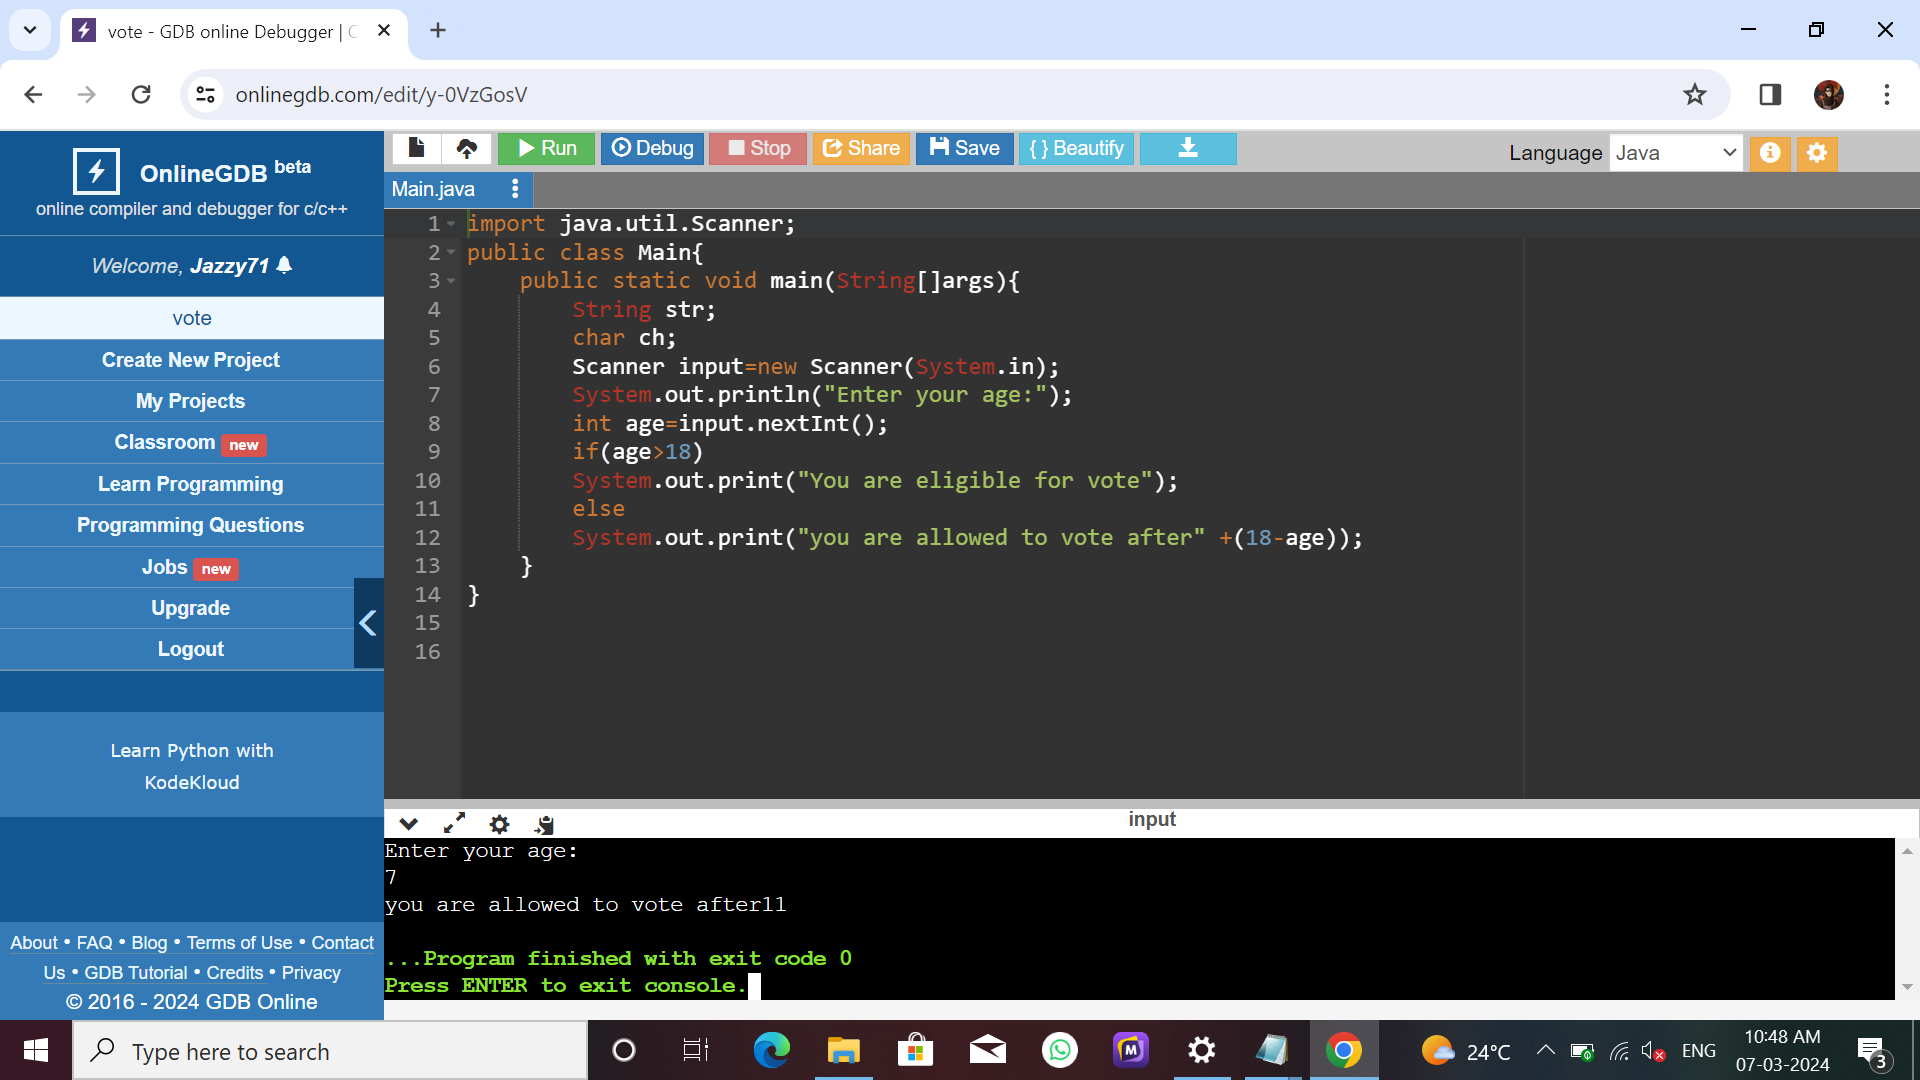 vote - GDB online Debugger |
onlinegdb.com/edit/y-0VzGosV
OnlineGDB beta
online compiler and debugger for c/c++
Welcome, Jazzy71
vote
Create New Project
My Projects
Classroom new
Learn Programming
Programming Questions
Jobs new
Upgrade
Logout
Learn Python with
KodeKloud
About • FAQ • Blog • Terms of Use • Contact
Us • GDB Tutorial • Credits • Privacy
© 2016 - 2024 GDB Online
Run Debug Stop Share Save { } Beautify
Language Java
Main.java
1 import java.util.Scanner;
2 public class Main{
3 public static void main(String[]args){
4 String str;
5 char ch;
6 Scanner input=new Scanner(System.in);
7 System.out.println("Enter your age:");
8 int age=input.nextInt();
9 if(age>18)
10 System.out.print("You are eligible for vote");
11 else
12 System.out.print("you are allowed to vote after" +(18-age));
13 }
14 }
15
16
input
Enter your age:
7
you are allowed to vote after11
...Program finished with exit code 0
Press ENTER to exit console.
Type here to search
24°C
ENG
10:48 AM
07-03-2024
3